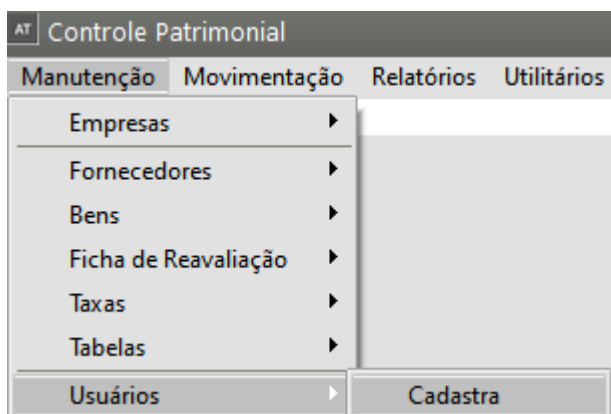 AT Controle Patrimonial
Manutenção Movimentação Relatórios Utilitários
Empresas
Fornecedores
Bens
Ficha de Reavaliação
Taxas
Tabelas
Usuários Cadastra